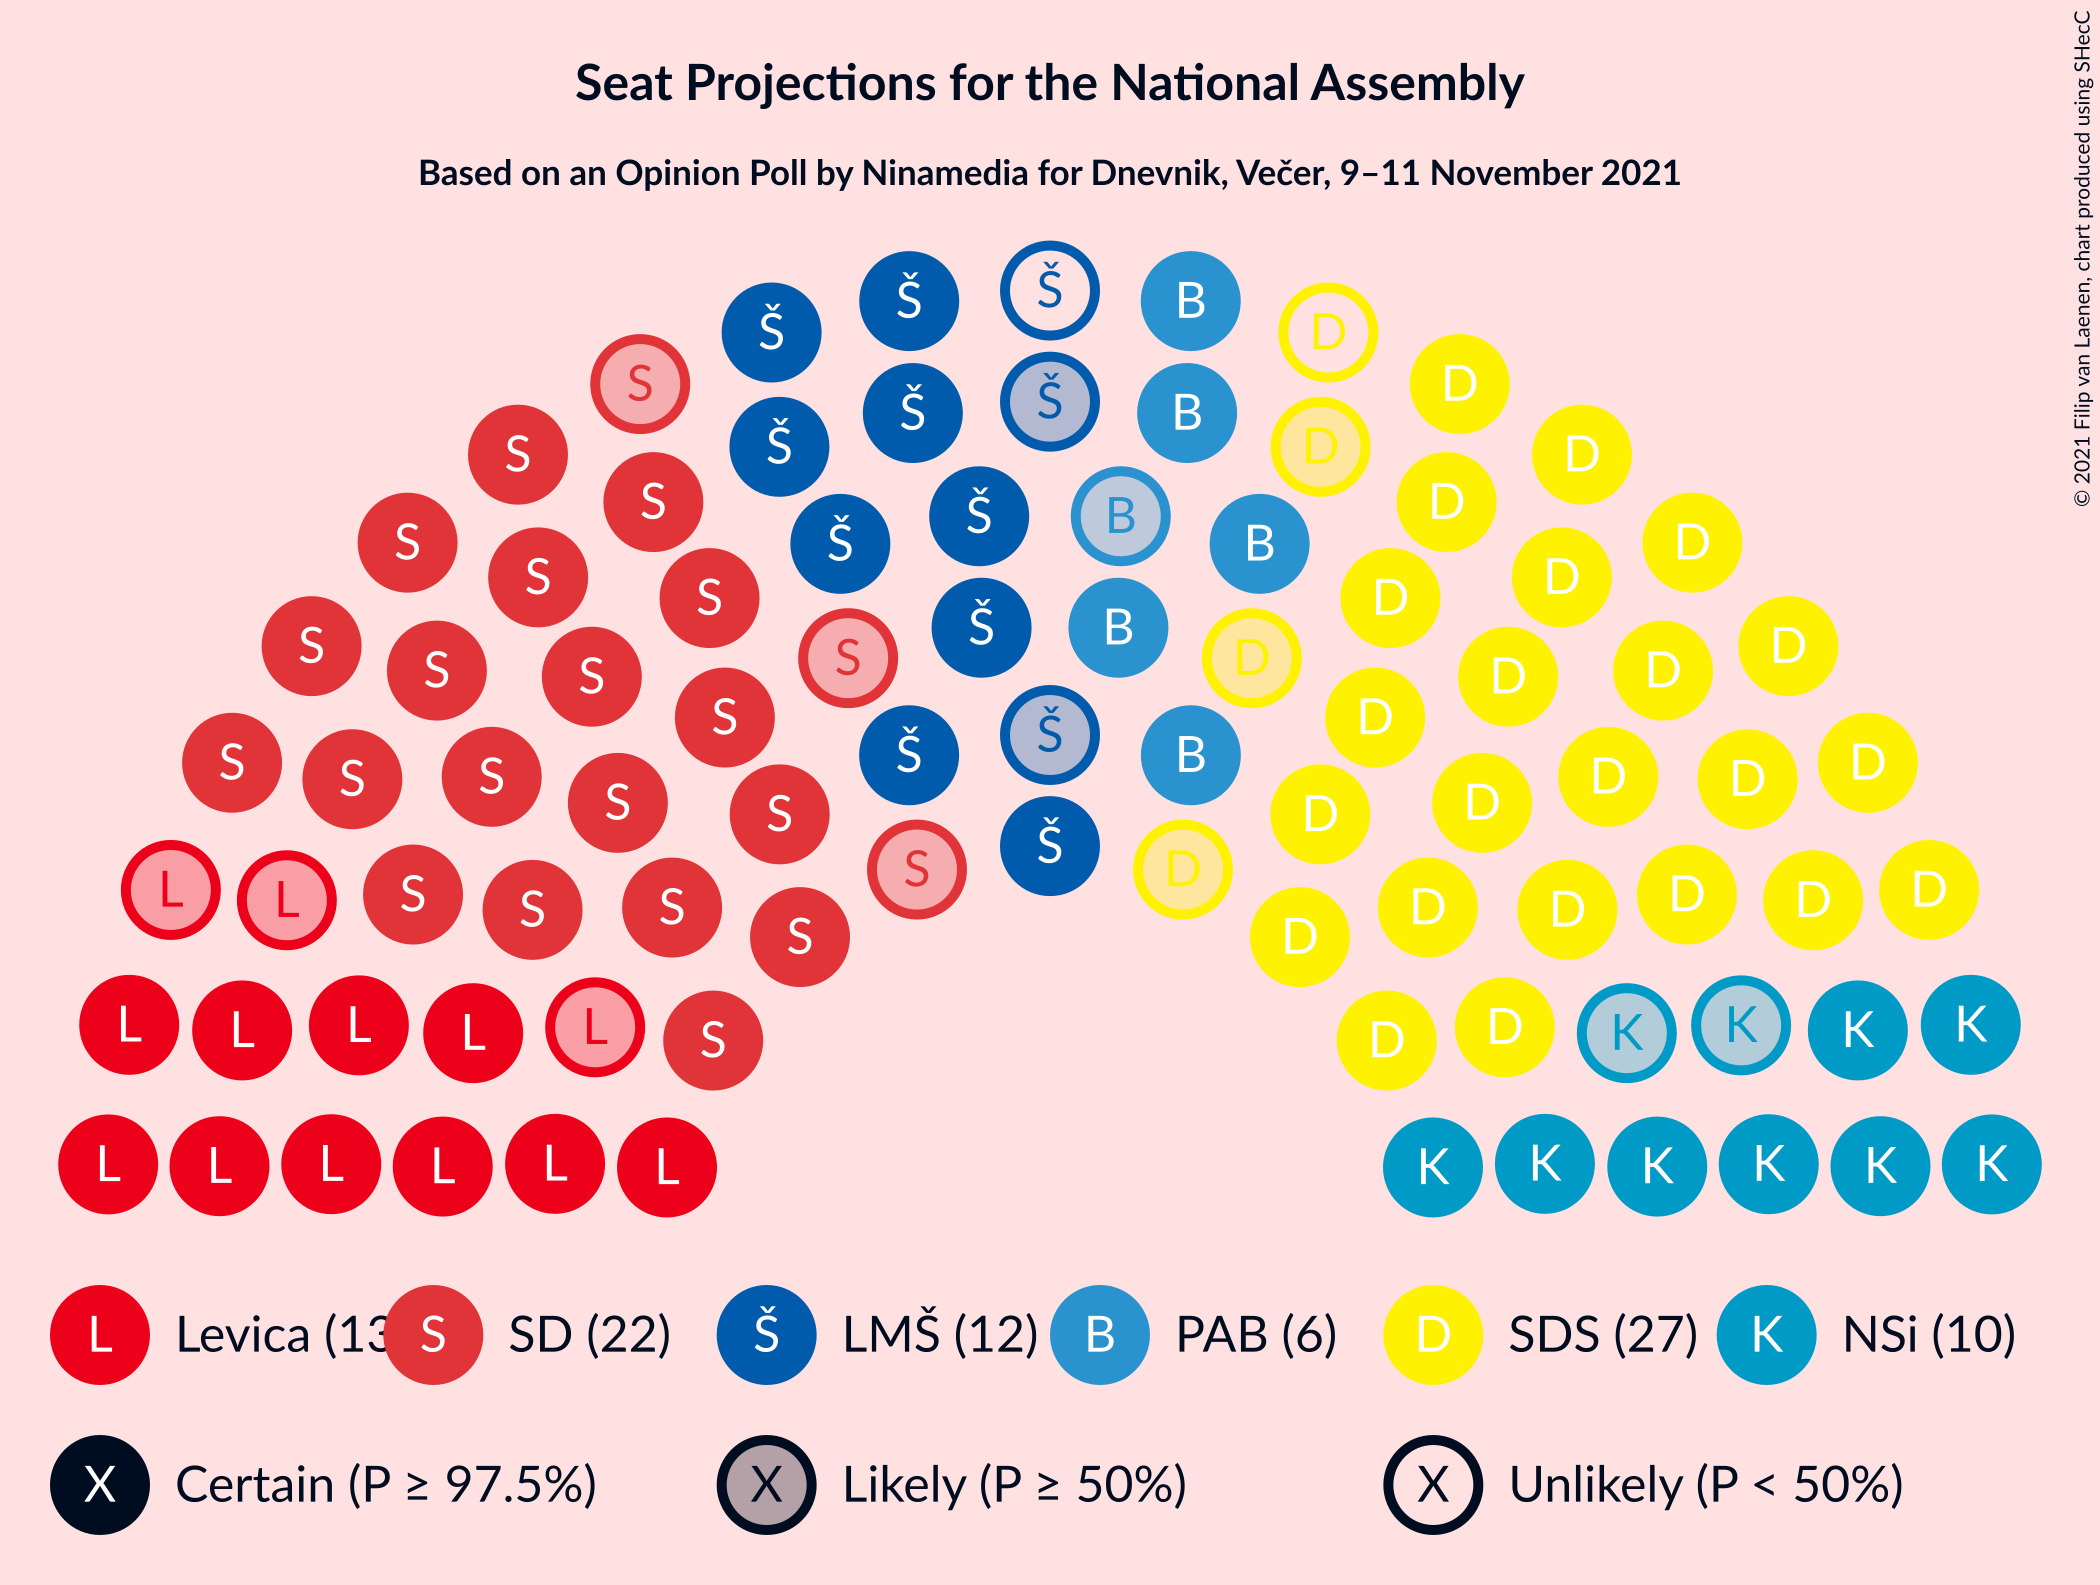 Seat Projections for the National Assembly
Based on an Opinion Poll by Ninamedia for Dnevnik, Večer, 9–11 November 2021
© 2021 Filip van Laenen, chart produced using SHecC
Š Š Š B D
S Š Š Š B D D
S S Š Š B B D D D
S S S Š B D D D
S S S S Š B D D D D
S S S S Š Š B D D D D
S S S S S Š D D D D D
L L S S S S S D D D D D D D
L L L L L S D D K K K K
L L L L L L K K K K K K
L Levica (13 S SD (22) Š LMŠ (12) B PAB (6) D SDS (27) K NSi (10)
X Certain (P ≥ 97.5%) X Likely (P ≥ 50%) X Unlikely (P < 50%)